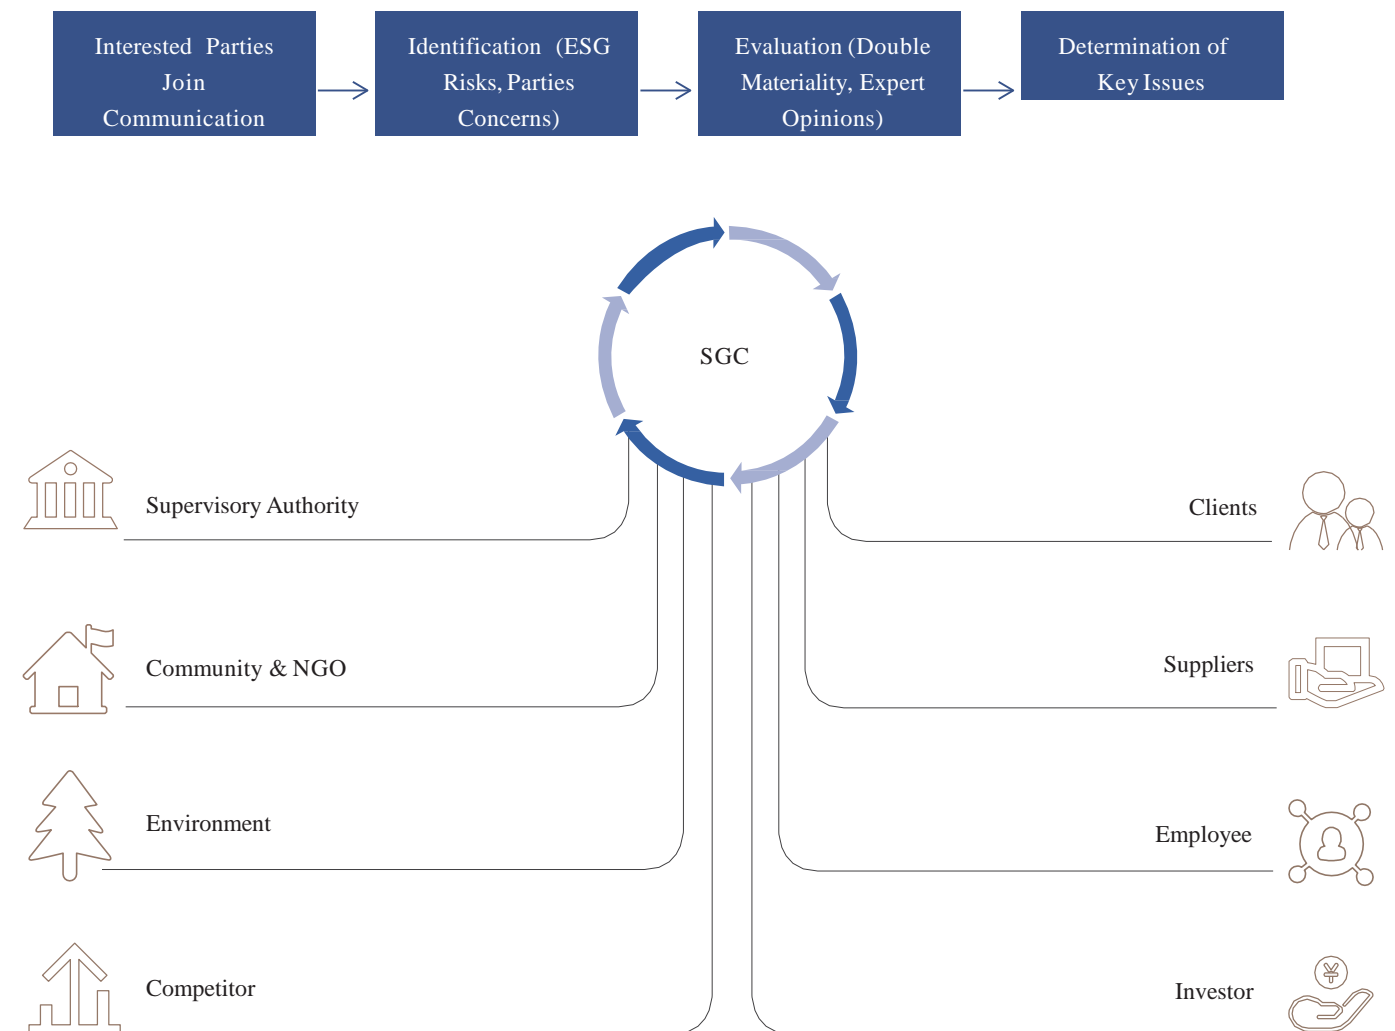 Interested Parties
Join
Communication
Identification (ESG
Risks, Parties
Concerns)
Evaluation (Double
Materiality, Expert
Opinions)
Determination of
Key Issues
SGC
Supervisory Authority
Clients
Community & NGO
Suppliers
Environment
Employee
Competitor
Investor
¥